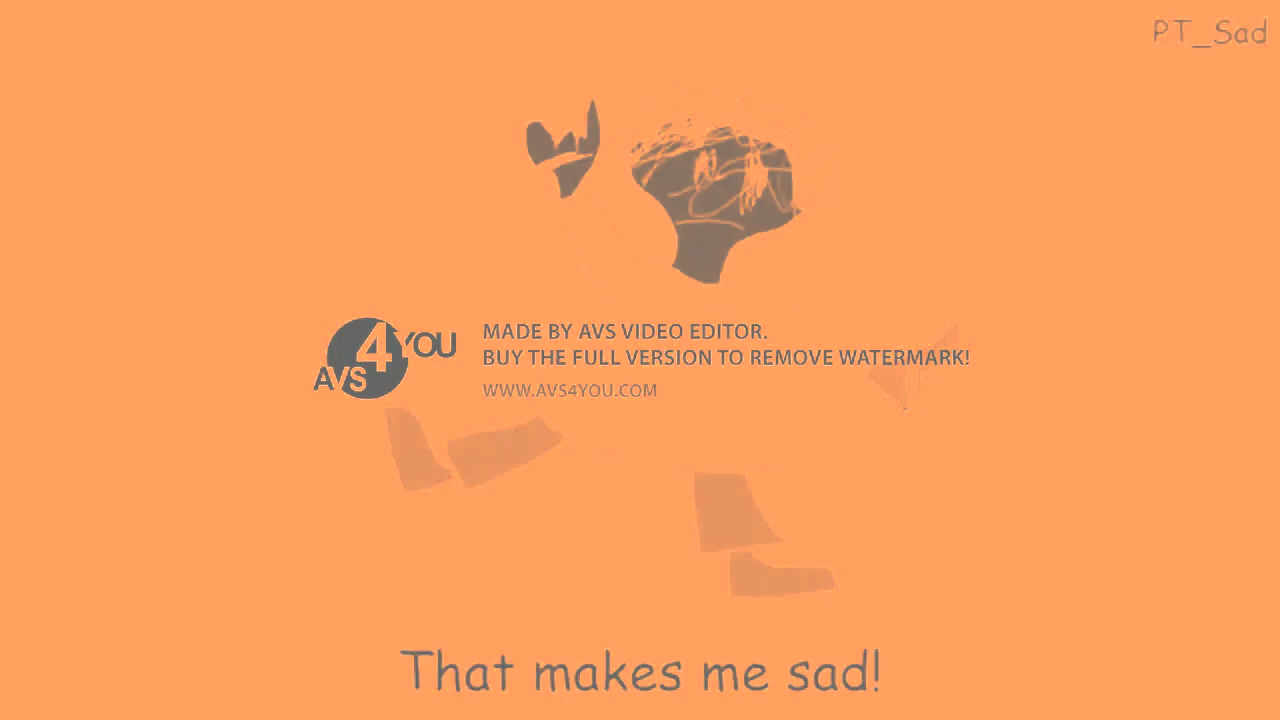 PT_Sad
AVS4YOU
MADE BY AVS VIDEO EDITOR.
BUY THE FULL VERSION TO REMOVE WATERMARK!
WWW.AVS4YOU.COM
That makes me sad!